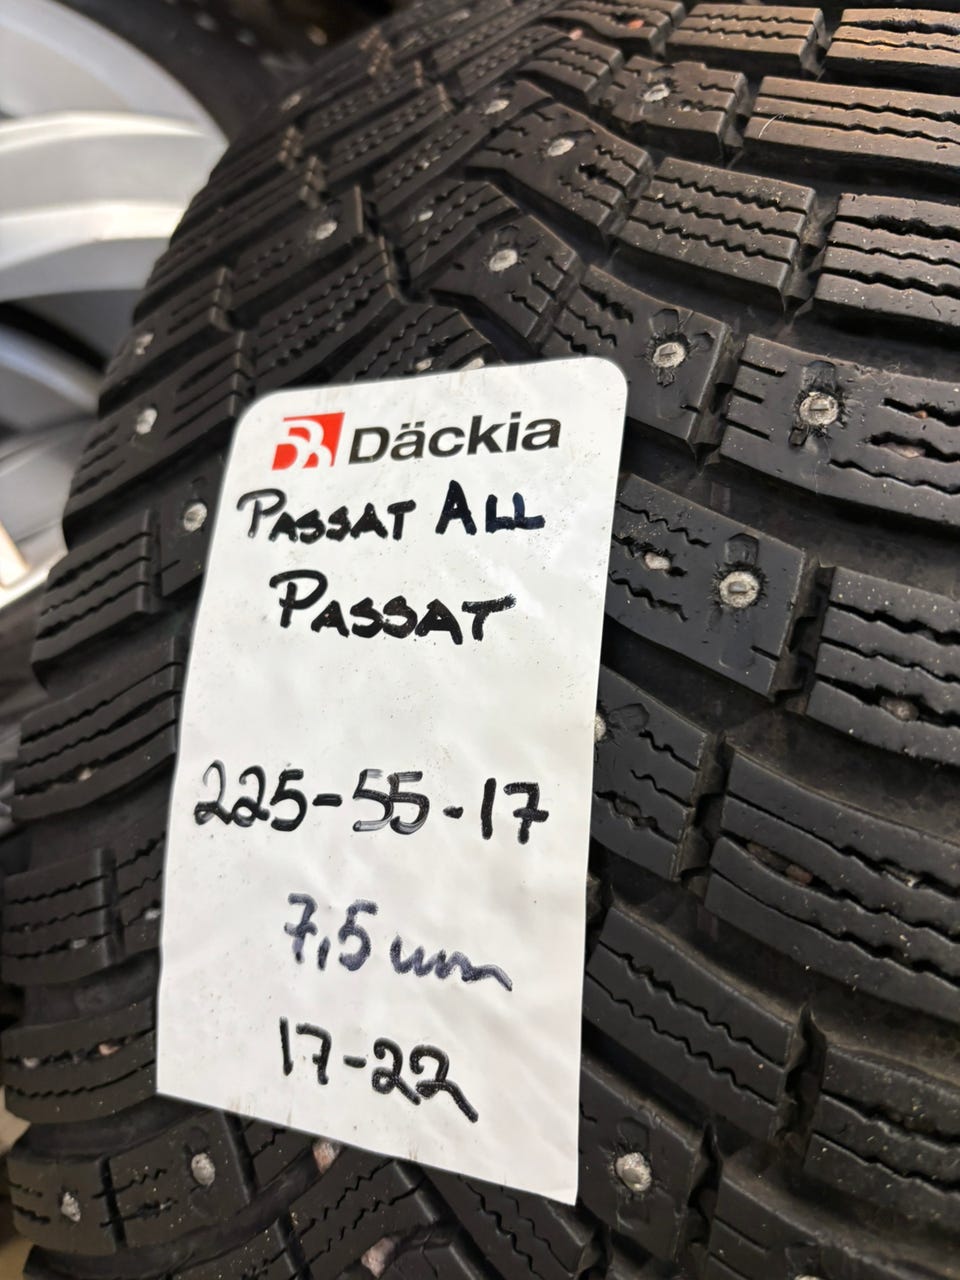 Däckia
PASSAT ALL
PASSAT
225-55-17
7,5 mm
17-22